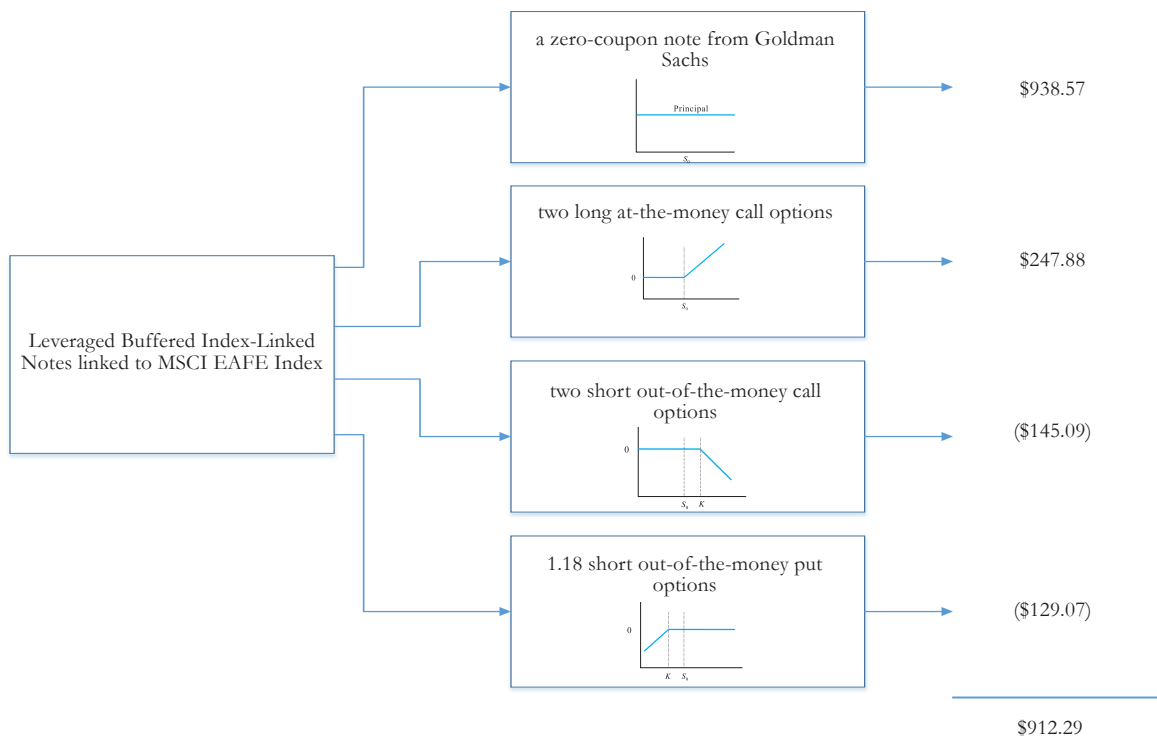 a zero-coupon note from Goldman
Sachs
Principal
S₀
$938.57
two long at-the-money call options
0
S₀
$247.88
Leveraged Buffered Index-Linked
Notes linked to MSCI EAFE Index
two short out-of-the-money call
options
0
S₀ K
($145.09)
1.18 short out-of-the-money put
options
0
K S₀
($129.07)
$912.29